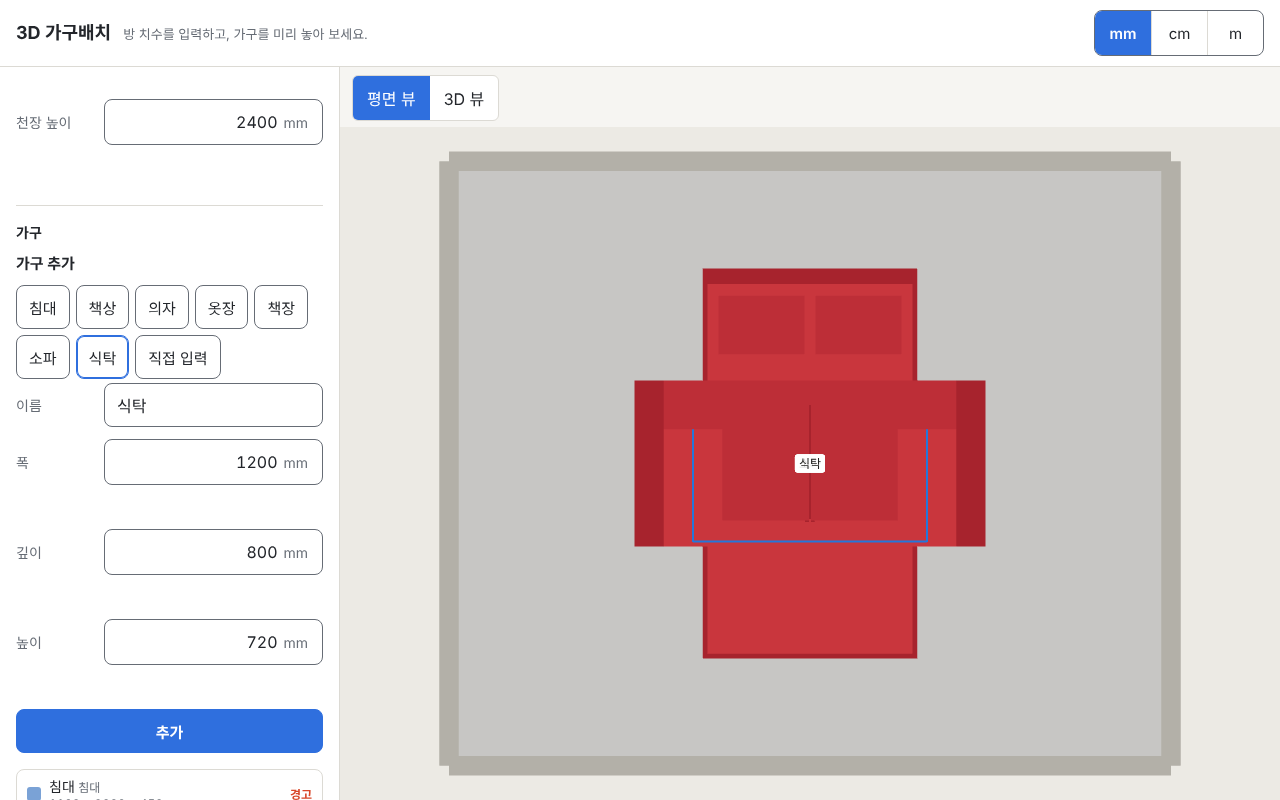 3D 가구배치 방 치수를 입력하고, 가구를 미리 놓아 보세요.
mm cm m
평면 뷰 3D 뷰
천장 높이 2400 mm
가구
가구 추가
침대 책상 의자 옷장 책장
소파 식탁 직접 입력
이름 식탁
폭 1200 mm
깊이 800 mm
높이 720 mm
추가
침대 침대
경고
식탁